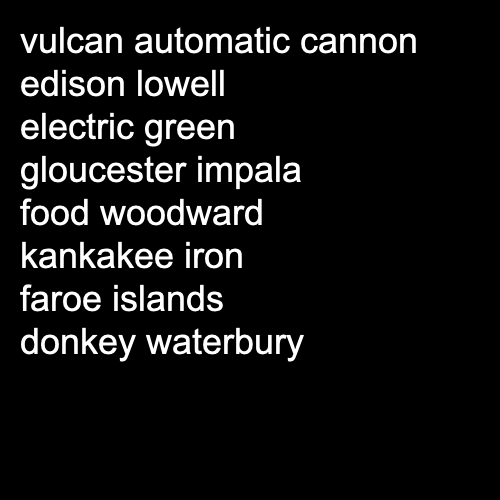 vulcan automatic cannon
edison lowell
electric green
gloucester impala
food woodward
kankakee iron
faroe islands
donkey waterbury